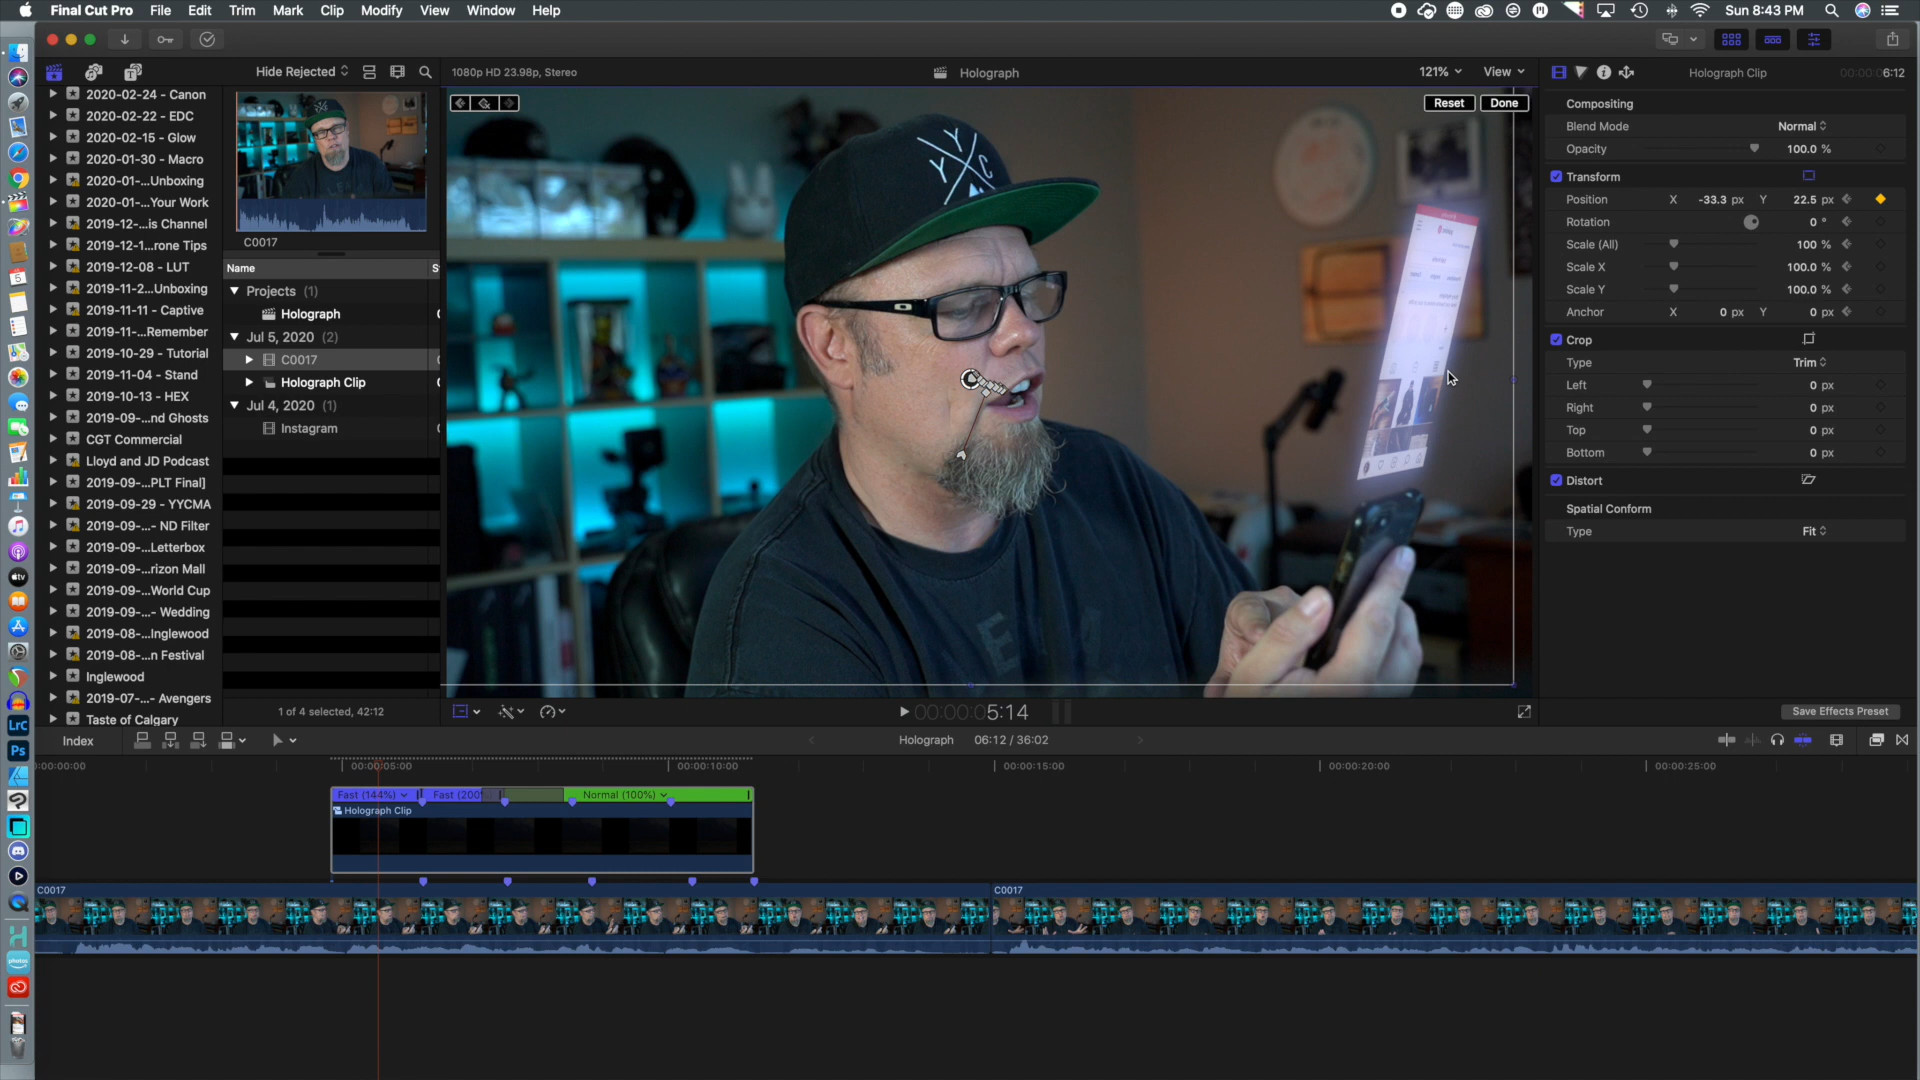 Final Cut Pro File Edit Trim Mark Clip Modify View Window Help
Sun 8:43 PM
Hide Rejected
1080p HD 23.98p, Stereo
Holograph
121%
View
Holograph Clip
00:00:06:12
2020-02-24 - Canon
2020-02-22 - EDC
2020-02-15 - Glow
2020-01-30 - Macro
2020-01-...Unboxing
2020-01-...Your Work
2019-12-...is Channel
2019-12-1...rone Tips
2019-12-08 - LUT
2019-11-2...Unboxing
2019-11-11 - Captive
2019-11-...Remember
2019-10-29 - Tutorial
2019-11-04 - Stand
2019-10-13 - HEX
2019-09-...nd Ghosts
CGT Commercial
Lloyd and JD Podcast
2019-09-...PLT Final]
2019-09-29 - YYCMA
2019-09-...- ND Filter
2019-09-...Letterbox
2019-09-...rizon Mall
2019-09-...World Cup
2019-09-...- Wedding
2019-08-...Inglewood
2019-08-...n Festival
Inglewood
2019-07-...- Avengers
Taste of Calgary
C0017
Name
Projects (1)
Holograph
Jul 5, 2020 (2)
C0017
Holograph Clip
Jul 4, 2020 (1)
Instagram
1 of 4 selected, 42:12
Reset
Done
Y Y C
00:00:05:14
Compositing
Blend Mode Normal
Opacity 100.0 %
Transform
Position X -33.3 px Y 22.5 px
Rotation 0 °
Scale (All) 100 %
Scale X 100.0 %
Scale Y 100.0 %
Anchor X 0 px Y 0 px
Crop
Type Trim
Left 0 px
Right 0 px
Top 0 px
Bottom 0 px
Distort
Spatial Conform
Type Fit
Save Effects Preset
Index
Holograph 06:12 / 36:02
00:00:05:00
00:00:10:00
00:00:15:00
00:00:20:00
00:00:25:00
Fast (144%)
Normal (100%)
Holograph Clip
C0017
C0017
LrC
Ps
tv